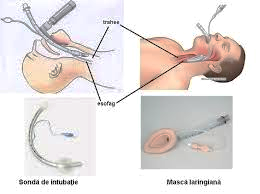 trahee
esofag
Sondă de intubație
Mască laringiană